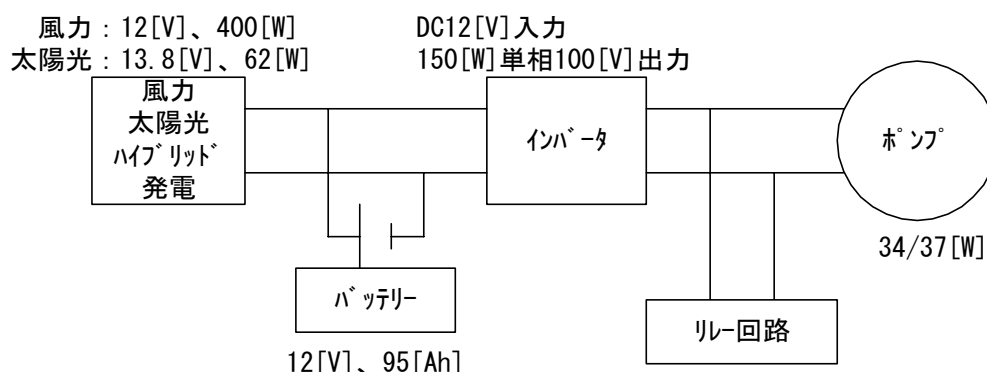 風力：12[V]、400[W]
太陽光：13.8[V]、62[W]
DC12[V]入力
150[W]単相100[V]出力
風力
太陽光
ﾊｲﾌﾞﾘｯﾄﾞ
発電
ｲﾝﾊﾞｰﾀ
ﾎﾟﾝﾌﾟ
34/37[W]
ﾊﾞｯﾃﾘｰ
12[V]、95[Ah]
ﾘﾚｰ回路